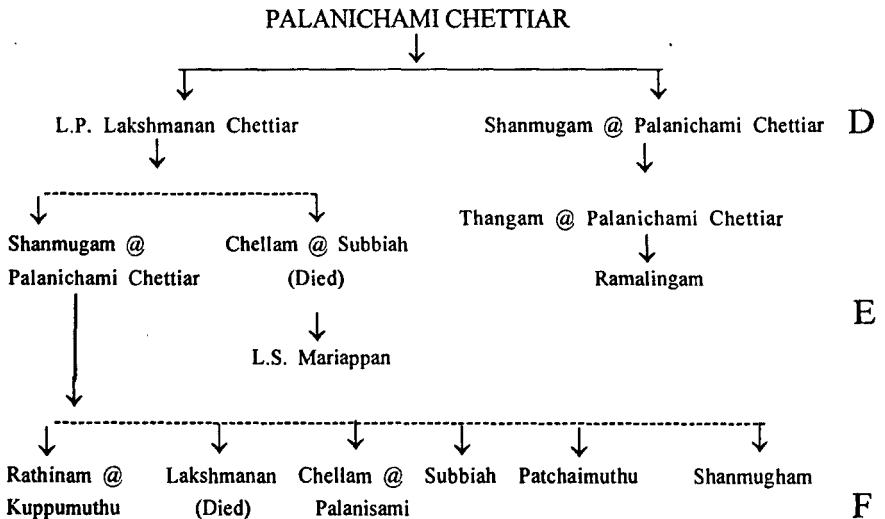 PALANICHAMI CHETTIAR
L.P. Lakshmanan Chettiar
Shanmugam @ Palanichami Chettiar
D
Shanmugam @
Palanichami Chettiar
Chellam @ Subbiah
(Died)
Thangam @ Palanichami Chettiar
Ramalingam
E
L.S. Mariappan
Rathinam @
Kuppumuthu
Lakshmanan
(Died)
Chellam @
Palanisami
Subbiah
Patchaimuthu
Shanmugham
F